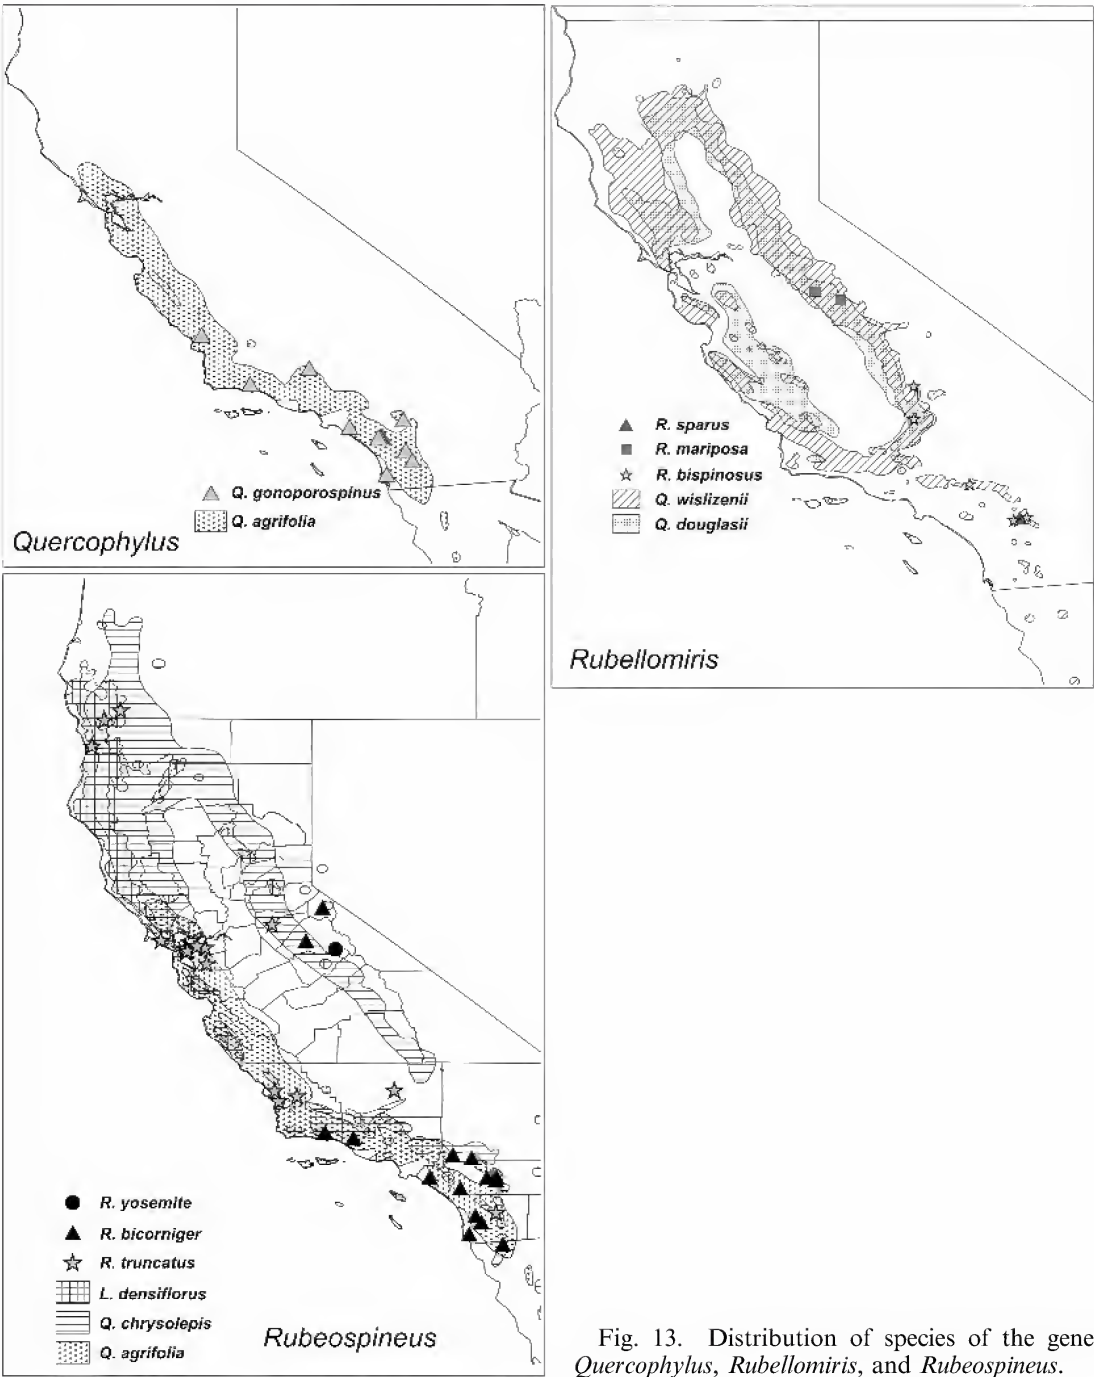 Q. gonoporospinus
Q. agrifolia
Quercophylus
R. sparus
R. mariposa
R. bispinosus
Q. wislizenii
Q. douglasii
Rubellomiris
R. yosemite
R. bicorniger
R. truncatus
L. densiflorus
Q. chrysolepis
Q. agrifolia
Rubeospineus
Fig. 13. Distribution of species of the gene
Quercophylus, Rubellomiris, and Rubeospineus.